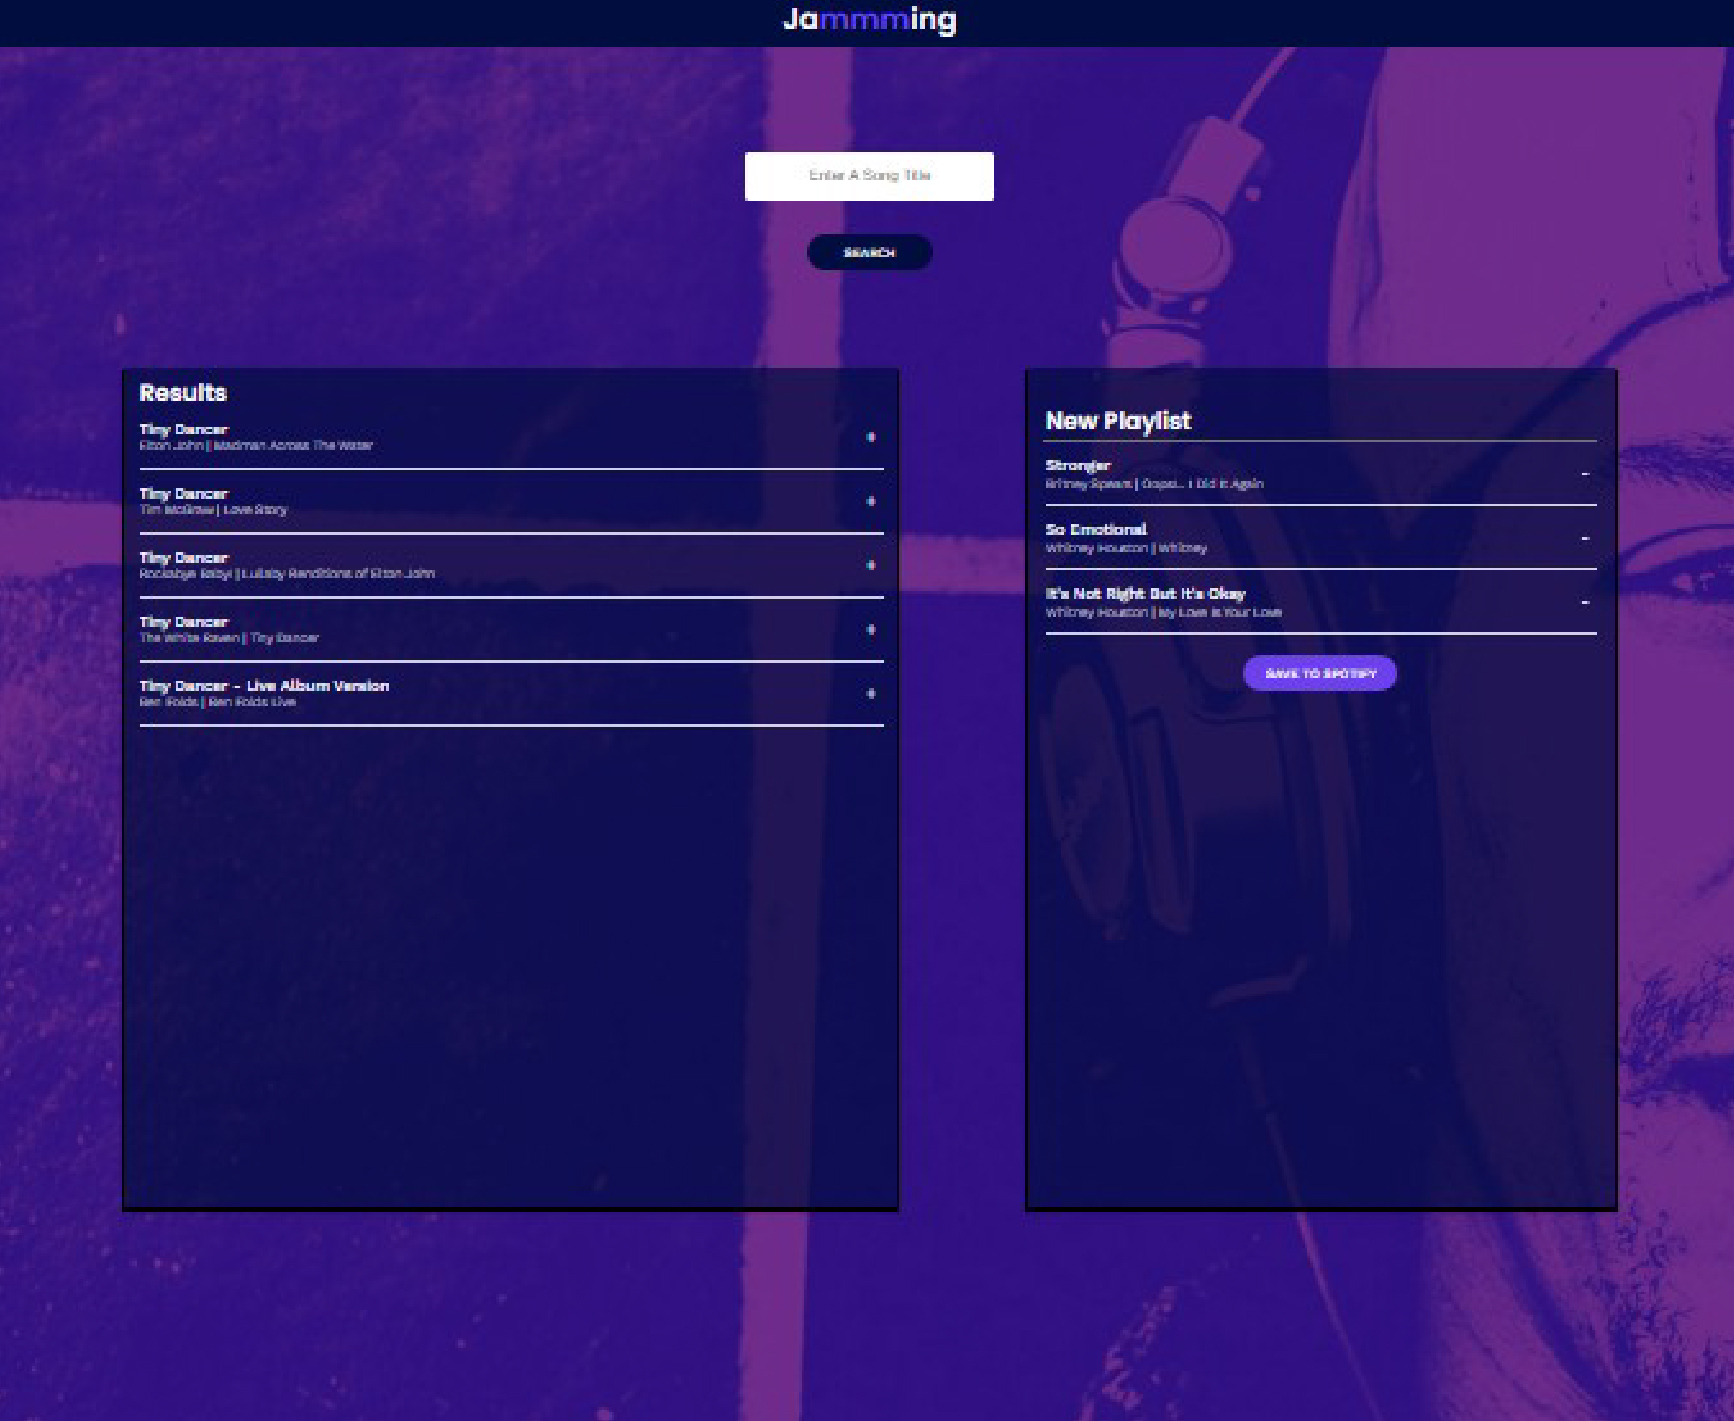 Jammming
Enter A Song Title
SEARCH
Results
Tiny Dancer
Elton John | Madman Across The Water
+
Tiny Dancer
Tim McGraw | Love Story
+
Tiny Dancer
Rockabye Baby! | Lullaby Renditions of Elton John
+
Tiny Dancer
The White Raven | Tiny Dancer
+
Tiny Dancer - Live Album Version
Ben Folds | Ben Folds Live
+
New Playlist
Stronger
Britney Spears | Oops!... I Did It Again
-
So Emotional
Whitney Houston | Whitney
-
It's Not Right But It's Okay
Whitney Houston | My Love Is Your Love
-
SAVE TO SPOTIFY